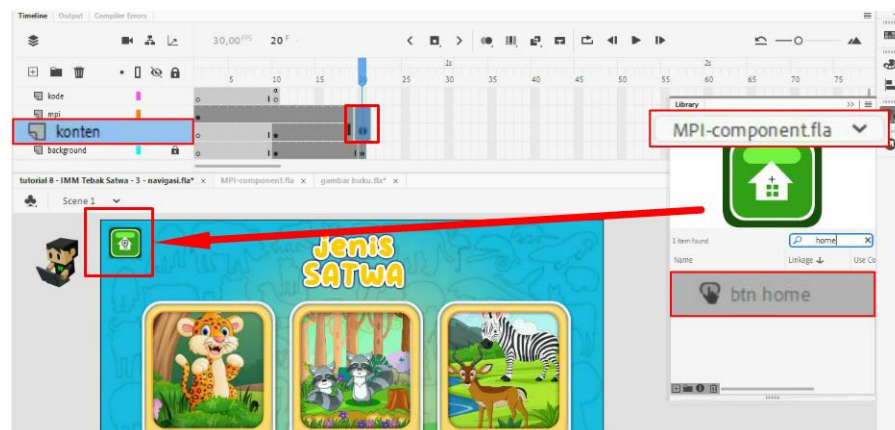 Timeline Output Compiler Errors
30,00 FPS 20 F
1s 2s
5 10 15 20 25 30 35 40 45 50 55 60 65 70 75
kode
mpi
konten
background
Library
MPI-component.fla
tutorial 8 - IMM Tebak Satwa - 3 - navigasi.fla* × MPI-component.fla × gambar buku.fla* ×
Scene 1
1 item found
home
Name Linkage Use Co
btn home
Jenis
SATWA